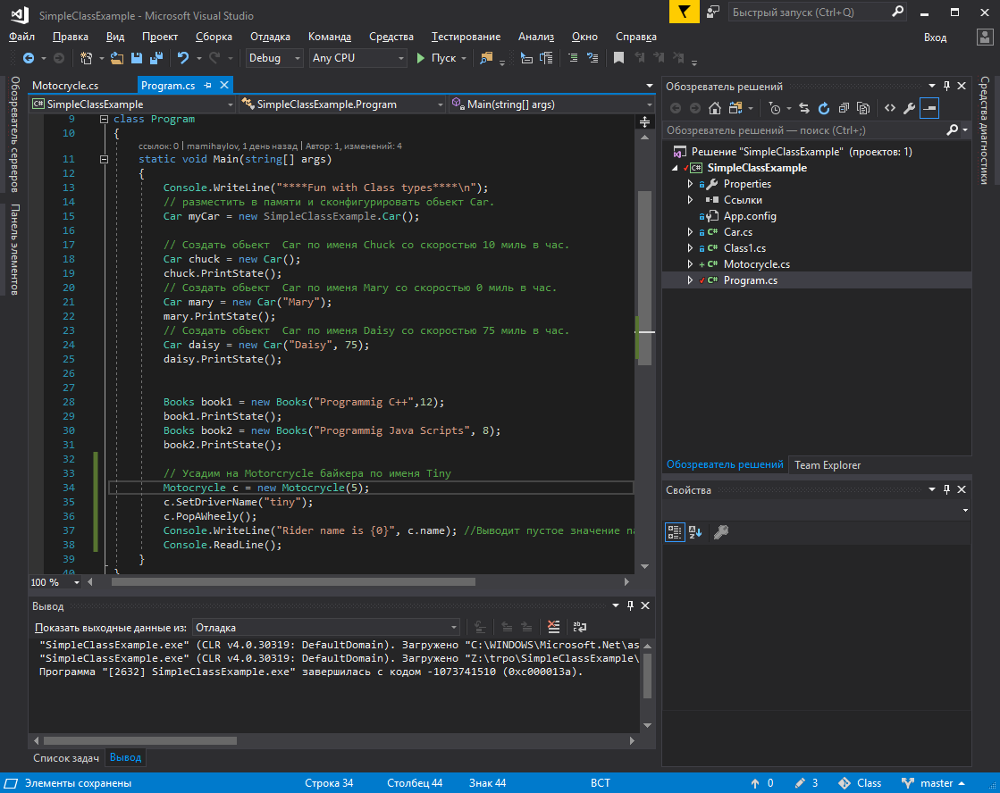 SimpleClassExample - Microsoft Visual Studio
Быстрый запуск (Ctrl+Q)
Файл Правка Вид Проект Сборка Отладка Команда Средства Тестирование Анализ Окно Справка Вход
Debug Any CPU Пуск
Обозреватель серверов
Панель элементов
Motocrycle.cs Program.cs
SimpleClassExample SimpleClassExample.Program Main(string[] args)
9 class Program
10 {
ссылок: 0 | mamihaylov, 1 день назад | Автор: 1, изменений: 4
11 static void Main(string[] args)
12 {
13 Console.WriteLine("****Fun with Class types****\n");
14 // разместить в памяти и сконфигурировать обьект Car.
15 Car myCar = new SimpleClassExample.Car();
16
17 // Создать обьект  Car по именя Chuck со скоростью 10 миль в час.
18 Car chuck = new Car();
19 chuck.PrintState();
20 // Создать обьект  Car по именя Mary со скоростью 0 миль в час.
21 Car mary = new Car("Mary");
22 mary.PrintState();
23 // Создать обьект  Car по именя Daisy со скоростью 75 миль в час.
24 Car daisy = new Car("Daisy", 75);
25 daisy.PrintState();
26
27
28 Books book1 = new Books("Programmig C++",12);
29 book1.PrintState();
30 Books book2 = new Books("Programmig Java Scripts", 8);
31 book2.PrintState();
32
33 // Усадим на Motorcrycle байкера по именя Tiny
34 Motocrycle c = new Motocrycle(5);
35 c.SetDriverName("tiny");
36 c.PopAWheely();
37 Console.WriteLine("Rider name is {0}", c.name); //Выводит пустое значение na
38 Console.ReadLine();
39 }
40 }
100 %
Вывод
Показать выходные данные из: Отладка
"SimpleClassExample.exe" (CLR v4.0.30319: DefaultDomain). Загружено "C:\WINDOWS\Microsoft.Net\as
"SimpleClassExample.exe" (CLR v4.0.30319: DefaultDomain). Загружено "Z:\trpo\SimpleClassExample\
Программа "[2632] SimpleClassExample.exe" завершилась с кодом -1073741510 (0xc000013a).
Список задач Вывод
Обозреватель решений
Обозреватель решений — поиск (Ctrl+;)
Решение "SimpleClassExample" (проектов: 1)
SimpleClassExample
Properties
Ссылки
App.config
Car.cs
Class1.cs
Motocrycle.cs
Program.cs
Обозреватель решений Team Explorer
Свойства
Средства диагностики
Элементы сохранены Строка 34 Столбец 44 Знак 44 ВСТ 0 3 Class master